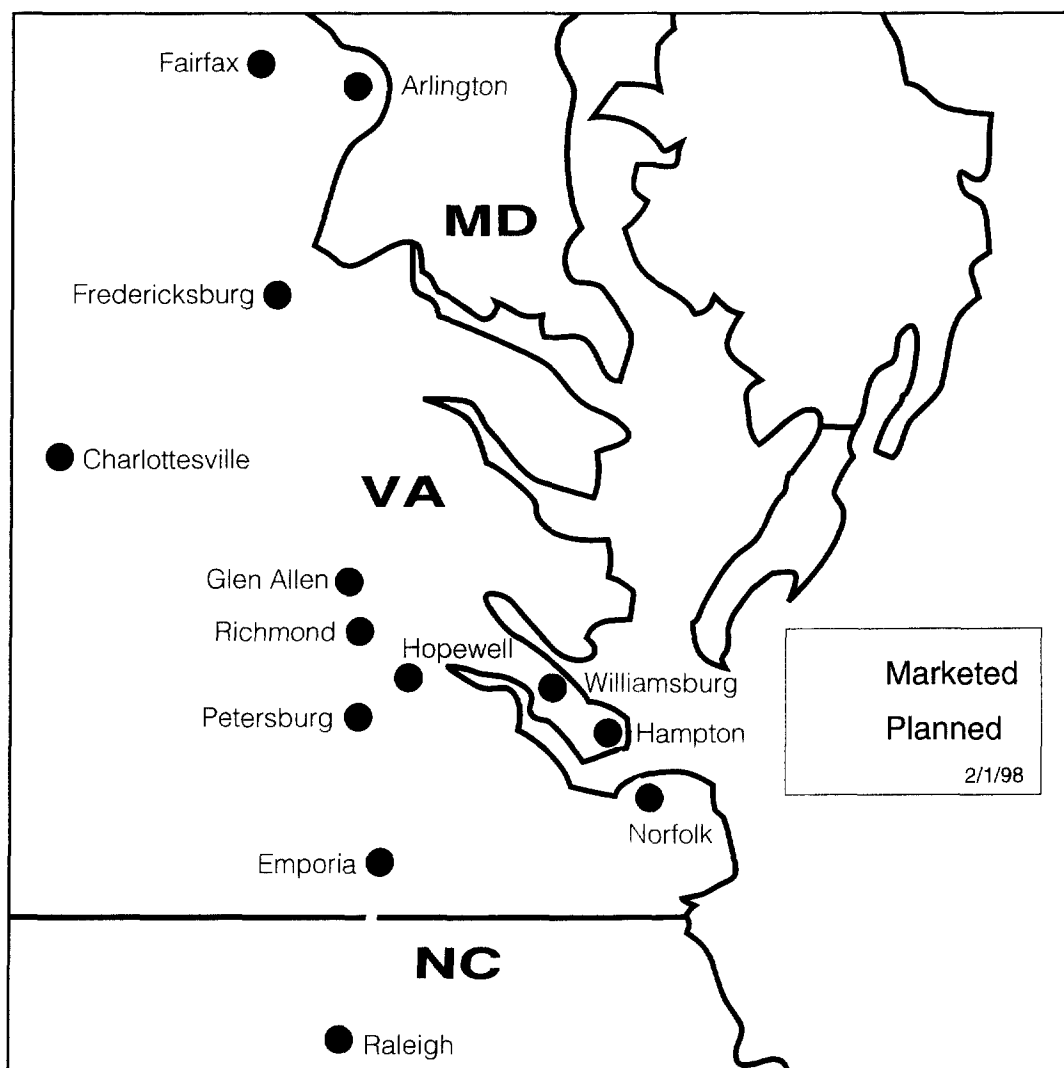 Fairfax
Arlington
MD
Fredericksburg
Charlottesville
VA
Glen Allen
Richmond
Hopewell
Williamsburg
Petersburg
Hampton
Marketed
Planned
2/1/98
Norfolk
Emporia
NC
Raleigh